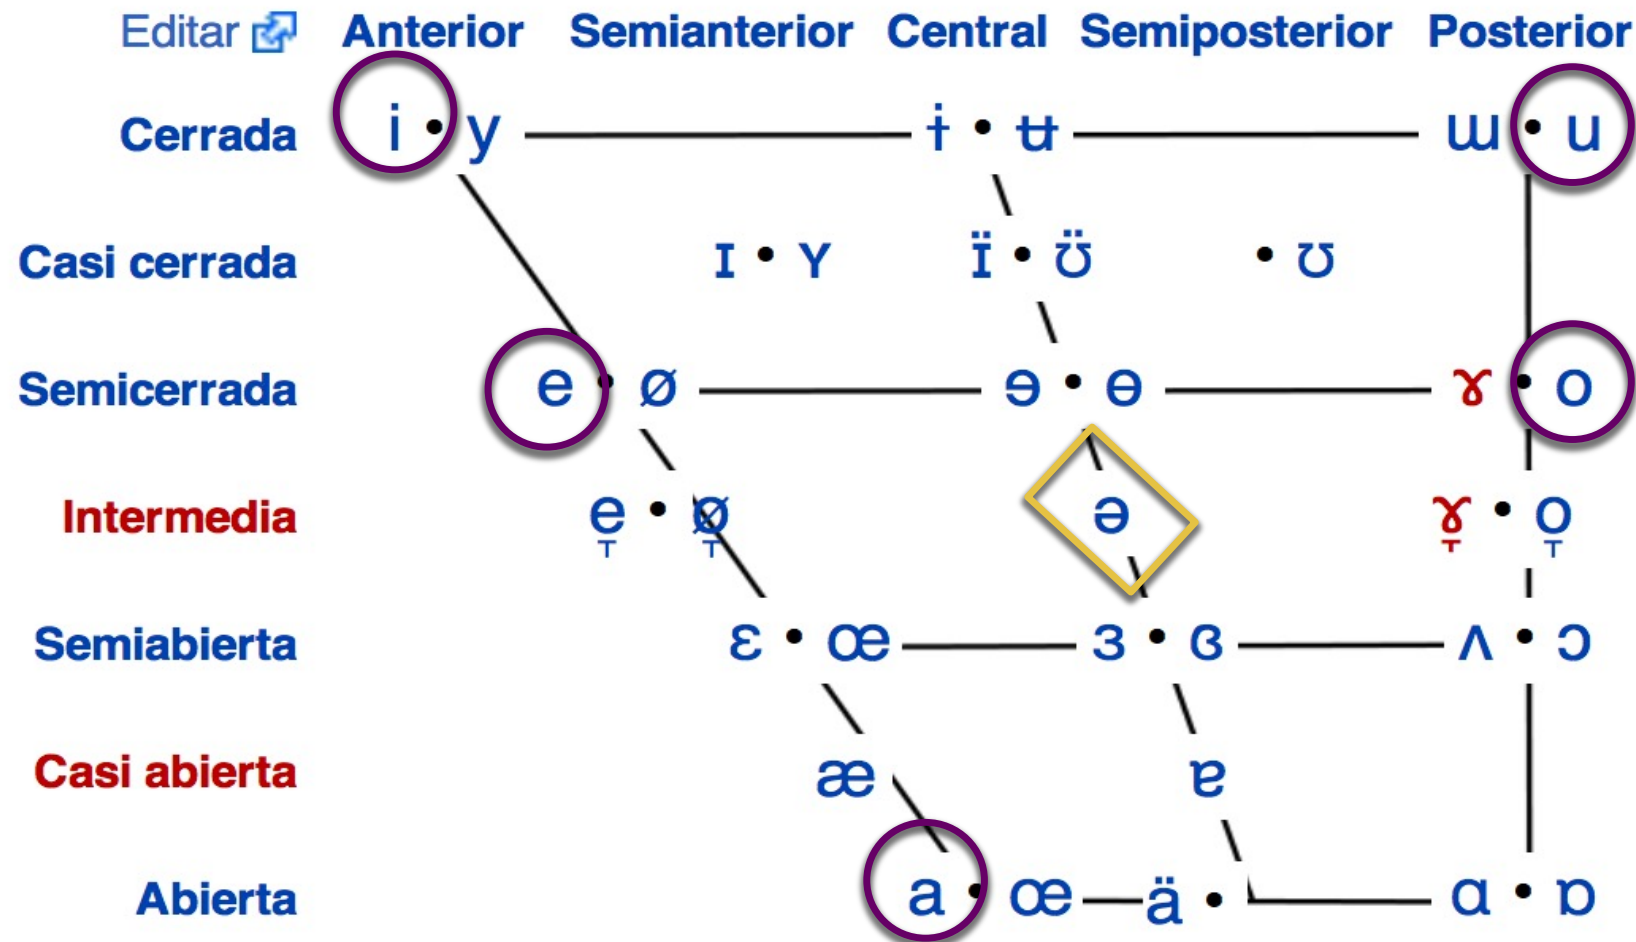 Editar Anterior Semianterior Central Semiposterior Posterior
Cerrada i • y ɨ • ʉ ɯ • u
Casi cerrada ɪ • ʏ ɪ̈ • ʊ̈ • ʊ
Semicerrada e • ø ɘ • ɵ ɤ • o
Intermedia e̞ • ø̞ ə ɤ̞ • o̞
Semiabierta ɛ • œ ɜ • ɞ ʌ • ɔ
Casi abierta æ ɐ
Abierta a • œ ä • ɑ • ɒ